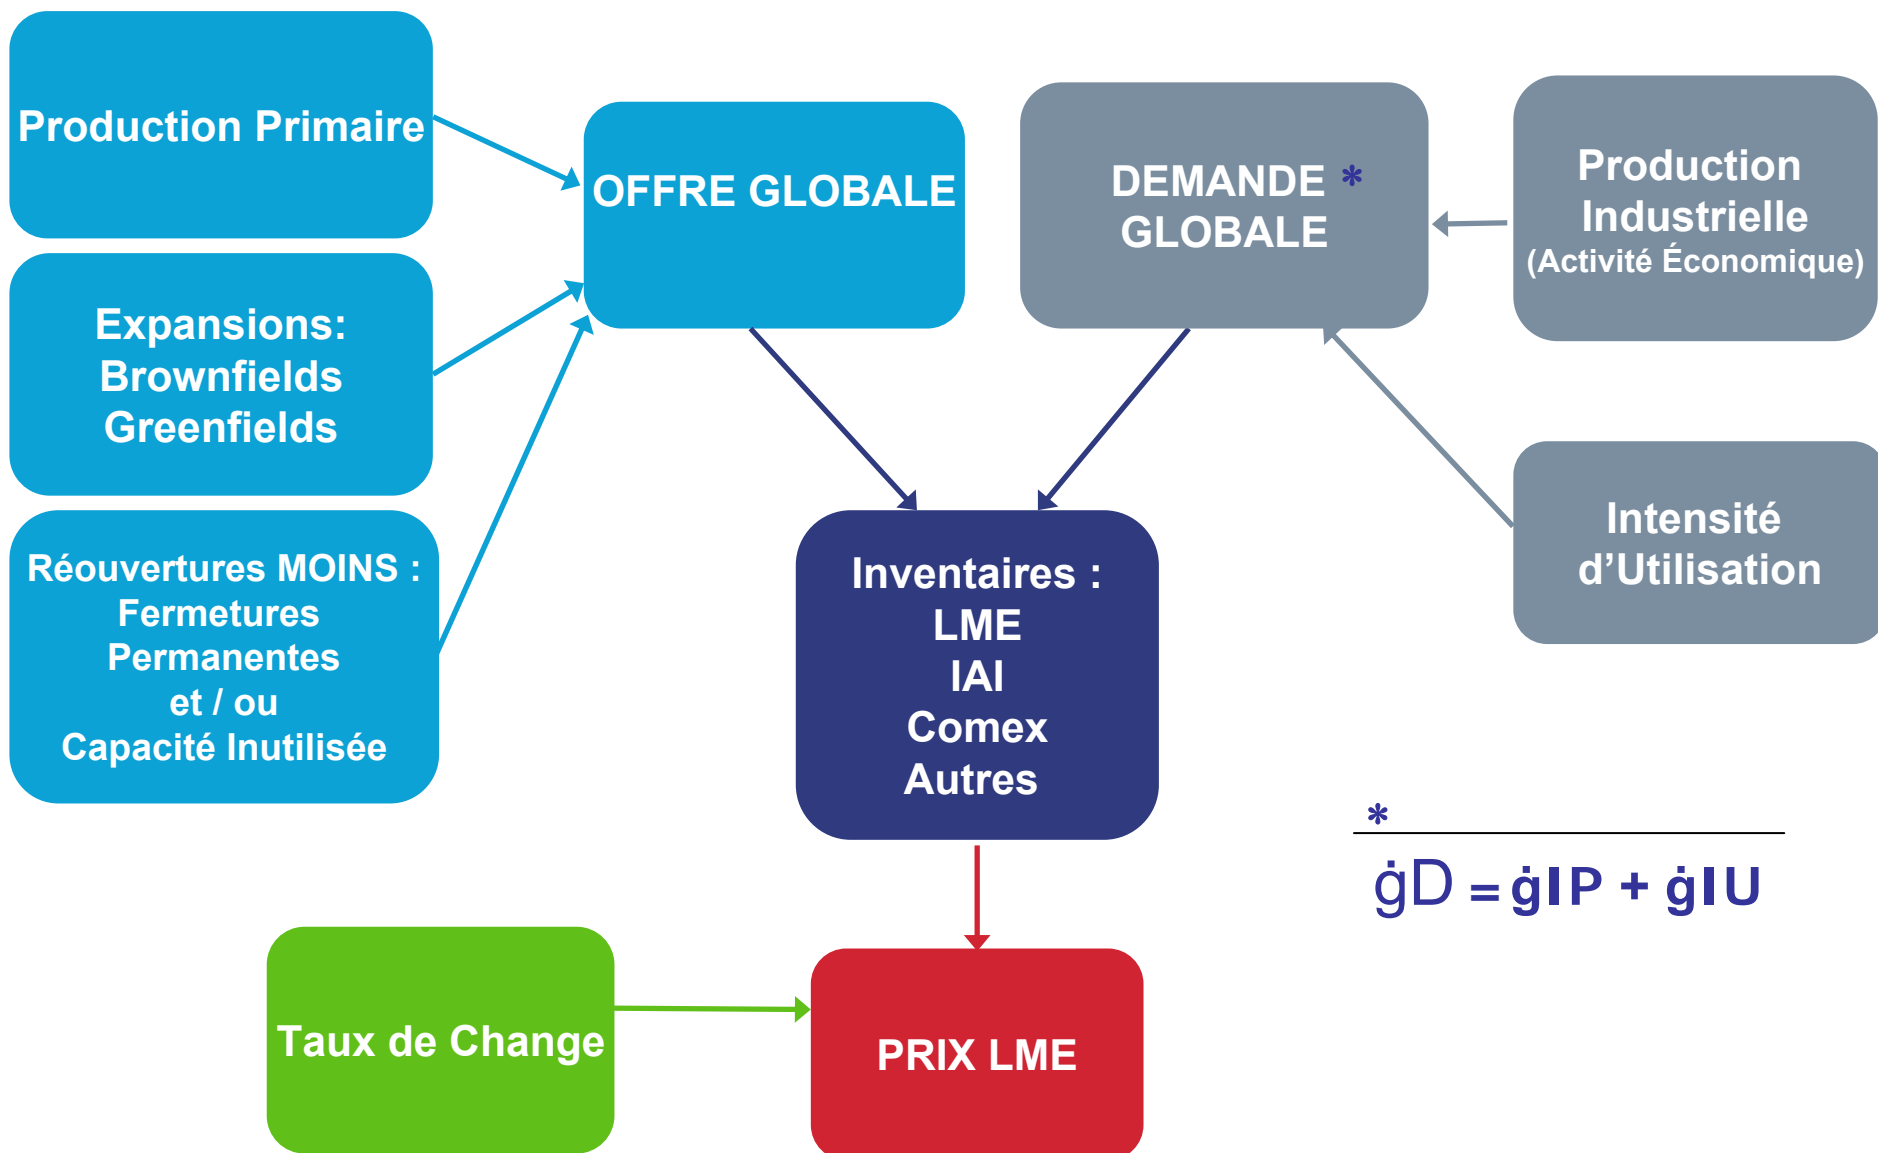 Production Primaire
Expansions:
Brownfields
Greenfields
Réouvertures MOINS :
Fermetures
Permanentes
et / ou
Capacité Inutilisée
OFFRE GLOBALE
DEMANDE *
GLOBALE
Production
Industrielle
(Activité Économique)
Intensité
d’Utilisation
Inventaires :
LME
IAI
Comex
Autres
*
ġD = ġIP + ġIU
Taux de Change
PRIX LME